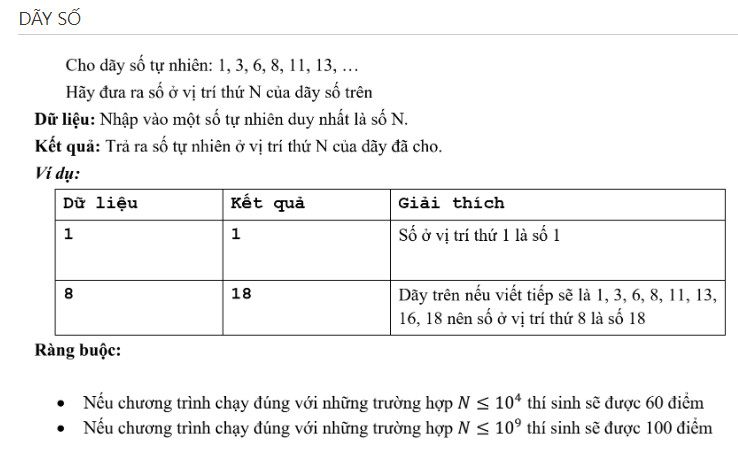 DÃY SỐ
Cho dãy số tự nhiên: 1, 3, 6, 8, 11, 13, …
Hãy đưa ra số ở vị trí thứ N của dãy số trên
Dữ liệu: Nhập vào một số tự nhiên duy nhất là số N.
Kết quả: Trả ra số tự nhiên ở vị trí thứ N của dãy đã cho.
Ví dụ:
Dữ liệu Kết quả Giải thích
1 1 Số ở vị trí thứ 1 là số 1
8 18 Dãy trên nếu viết tiếp sẽ là 1, 3, 6, 8, 11, 13,
16, 18 nên số ở vị trí thứ 8 là số 18
Ràng buộc:
• Nếu chương trình chạy đúng với những trường hợp N ≤ 10⁴ thí sinh sẽ được 60 điểm
• Nếu chương trình chạy đúng với những trường hợp N ≤ 10⁹ thí sinh sẽ được 100 điểm